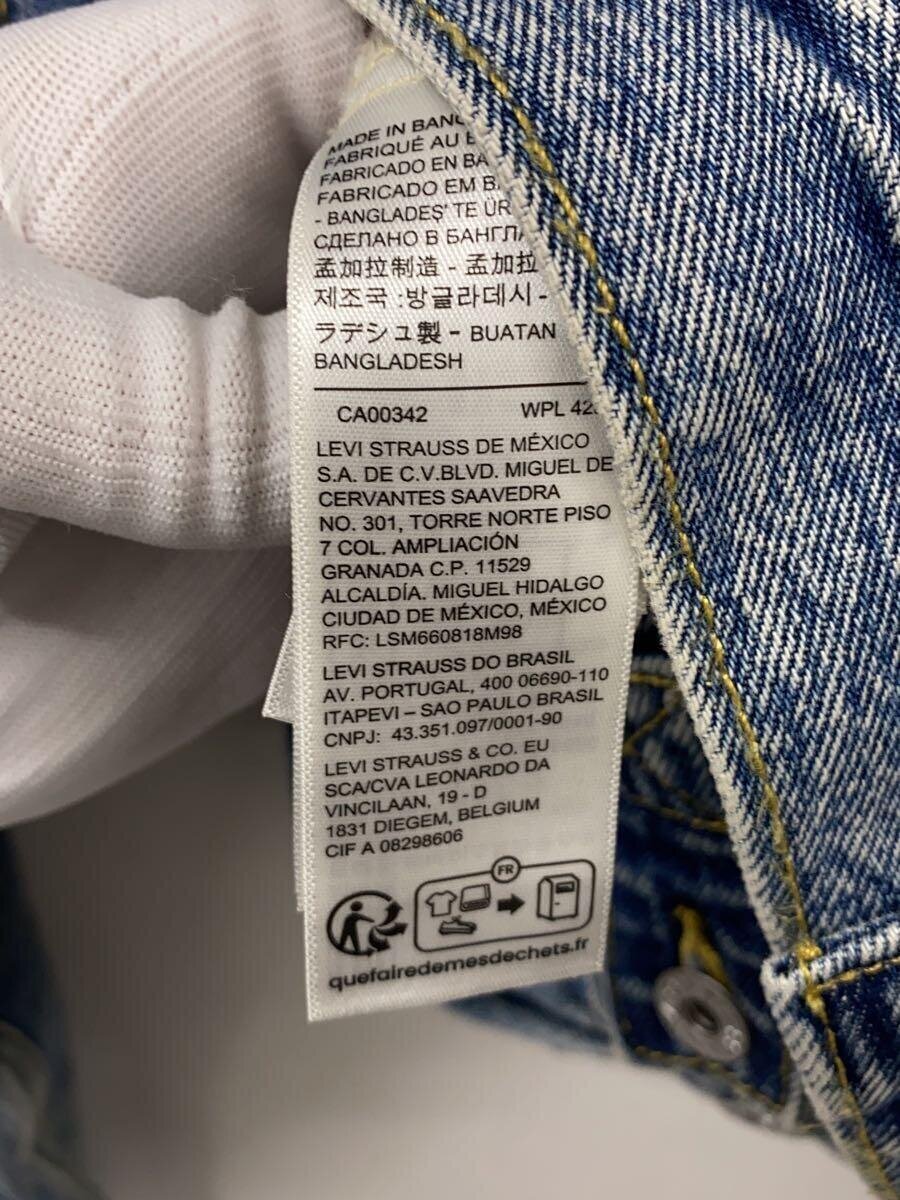 MADE IN BANG
FABRIQUÉ AU B
FABRICADO EN BA
FABRICADO EM BA
- BANGLADEŞ' TE ÜR
СДЕЛАНО В БАНГЛА
孟加拉制造 - 孟加拉
제조국 :방글라데시 -
ラデシュ製 - BUATAN
BANGLADESH
CA00342 WPL 423
LEVI STRAUSS DE MÉXICO
S.A. DE C.V.BLVD. MIGUEL DE
CERVANTES SAAVEDRA
NO. 301, TORRE NORTE PISO
7 COL. AMPLIACIÓN
GRANADA C.P. 11529
ALCALDÍA. MIGUEL HIDALGO
CIUDAD DE MÉXICO, MÉXICO
RFC: LSM660818M98
LEVI STRAUSS DO BRASIL
AV. PORTUGAL, 400 06690-110
ITAPEVI – SAO PAULO BRASIL
CNPJ: 43.351.097/0001-90
LEVI STRAUSS & CO. EU
SCA/CVA LEONARDO DA
VINCILAAN, 19 - D
1831 DIEGEM, BELGIUM
CIF A 08298606
FR
quefairedemesdechets.fr